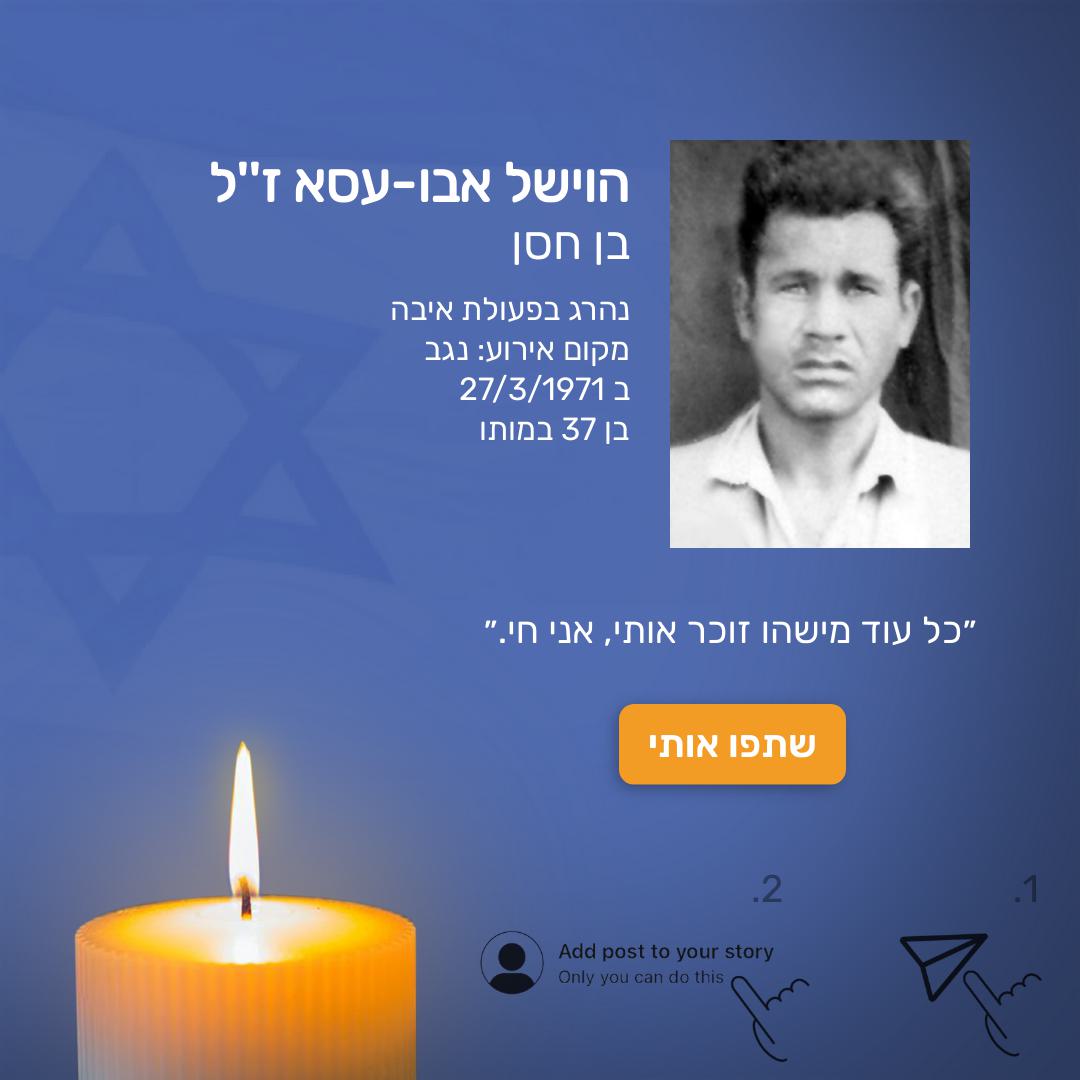 הוישל אבו-עסא ז"ל
בן חסן
נהרג בפעולת איבה
מקום אירוע: נגב
ב 27/3/1971
בן 37 במותו
״כל עוד מישהו זוכר אותי, אני חי.״
שתפו אותי
1.
2.
Add post to your story
Only you can do this